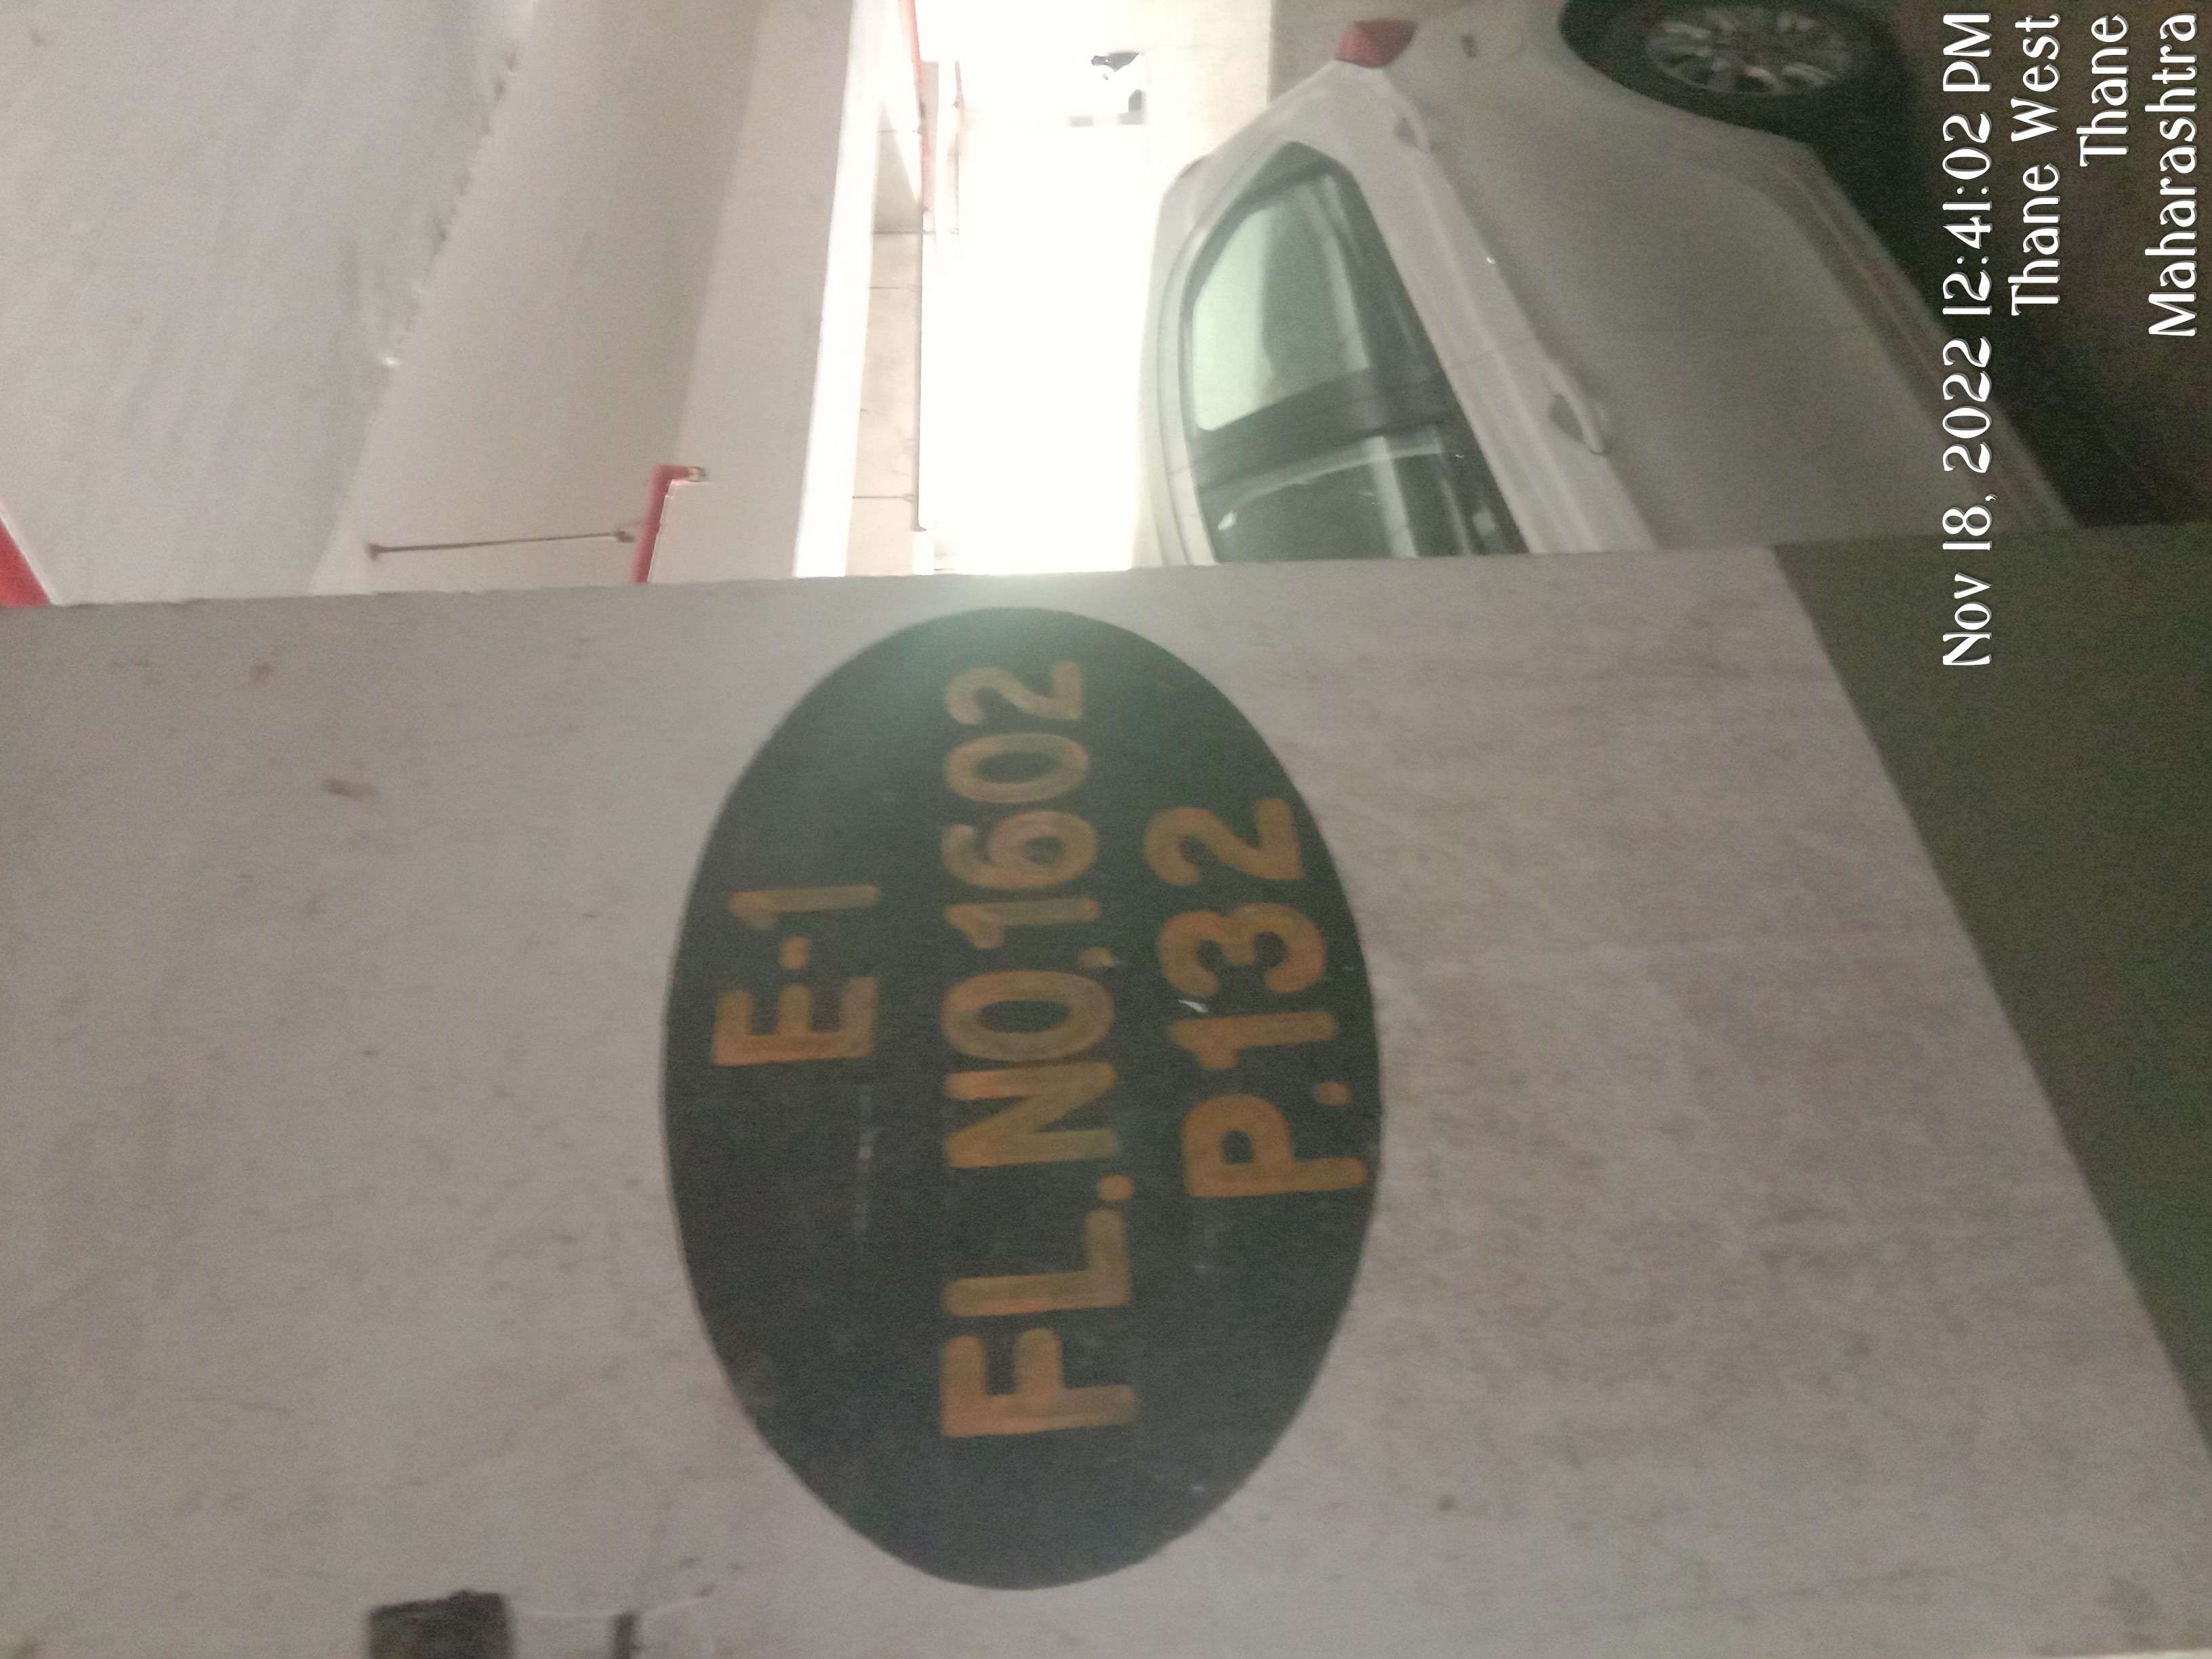 E-1
FL.NO,1602
P.132
Nov 18, 2022 12:41:02 PM
Thane West
Thane
Maharashtra